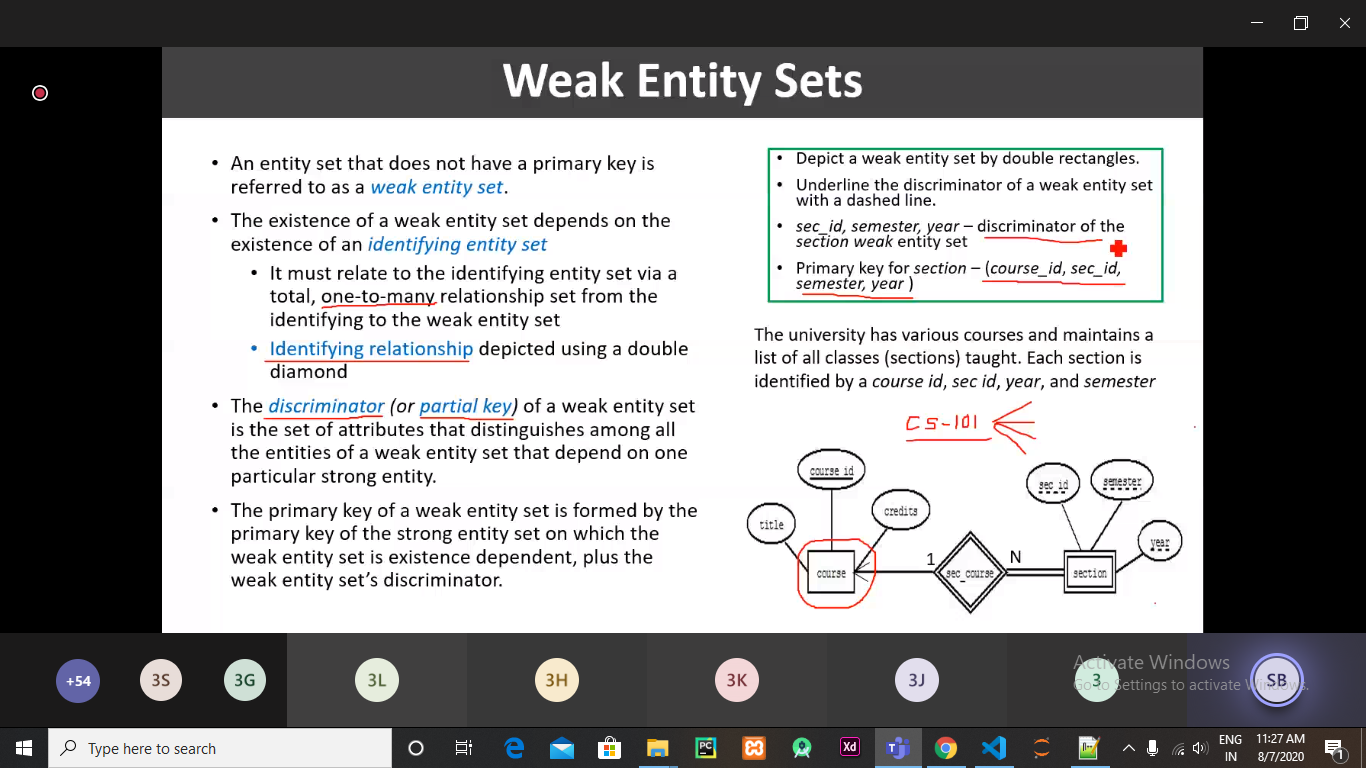 Weak Entity Sets
• An entity set that does not have a primary key is
referred to as a weak entity set.
• The existence of a weak entity set depends on the
existence of an identifying entity set
• It must relate to the identifying entity set via a
total, one-to-many relationship set from the
identifying to the weak entity set
• Identifying relationship depicted using a double
diamond
• The discriminator (or partial key) of a weak entity set
is the set of attributes that distinguishes among all
the entities of a weak entity set that depend on one
particular strong entity.
• The primary key of a weak entity set is formed by the
primary key of the strong entity set on which the
weak entity set is existence dependent, plus the
weak entity set's discriminator.
• Depict a weak entity set by double rectangles.
• Underline the discriminator of a weak entity set
with a dashed line.
• sec_id, semester, year – discriminator of the
section weak entity set
• Primary key for section – (course_id, sec_id,
semester, year )
The university has various courses and maintains a
list of all classes (sections) taught. Each section is
identified by a course id, sec id, year, and semester
CS-101
course_id
sec_id
semester
title
credits
year
course
1
sec_course
N
section
+54
3S
3G
3L
3H
3K
3J
3
SB
Activate Windows
Go to Settings to activate Windows.
Type here to search
PC
Xd
ENG
IN
11:27 AM
8/7/2020
1